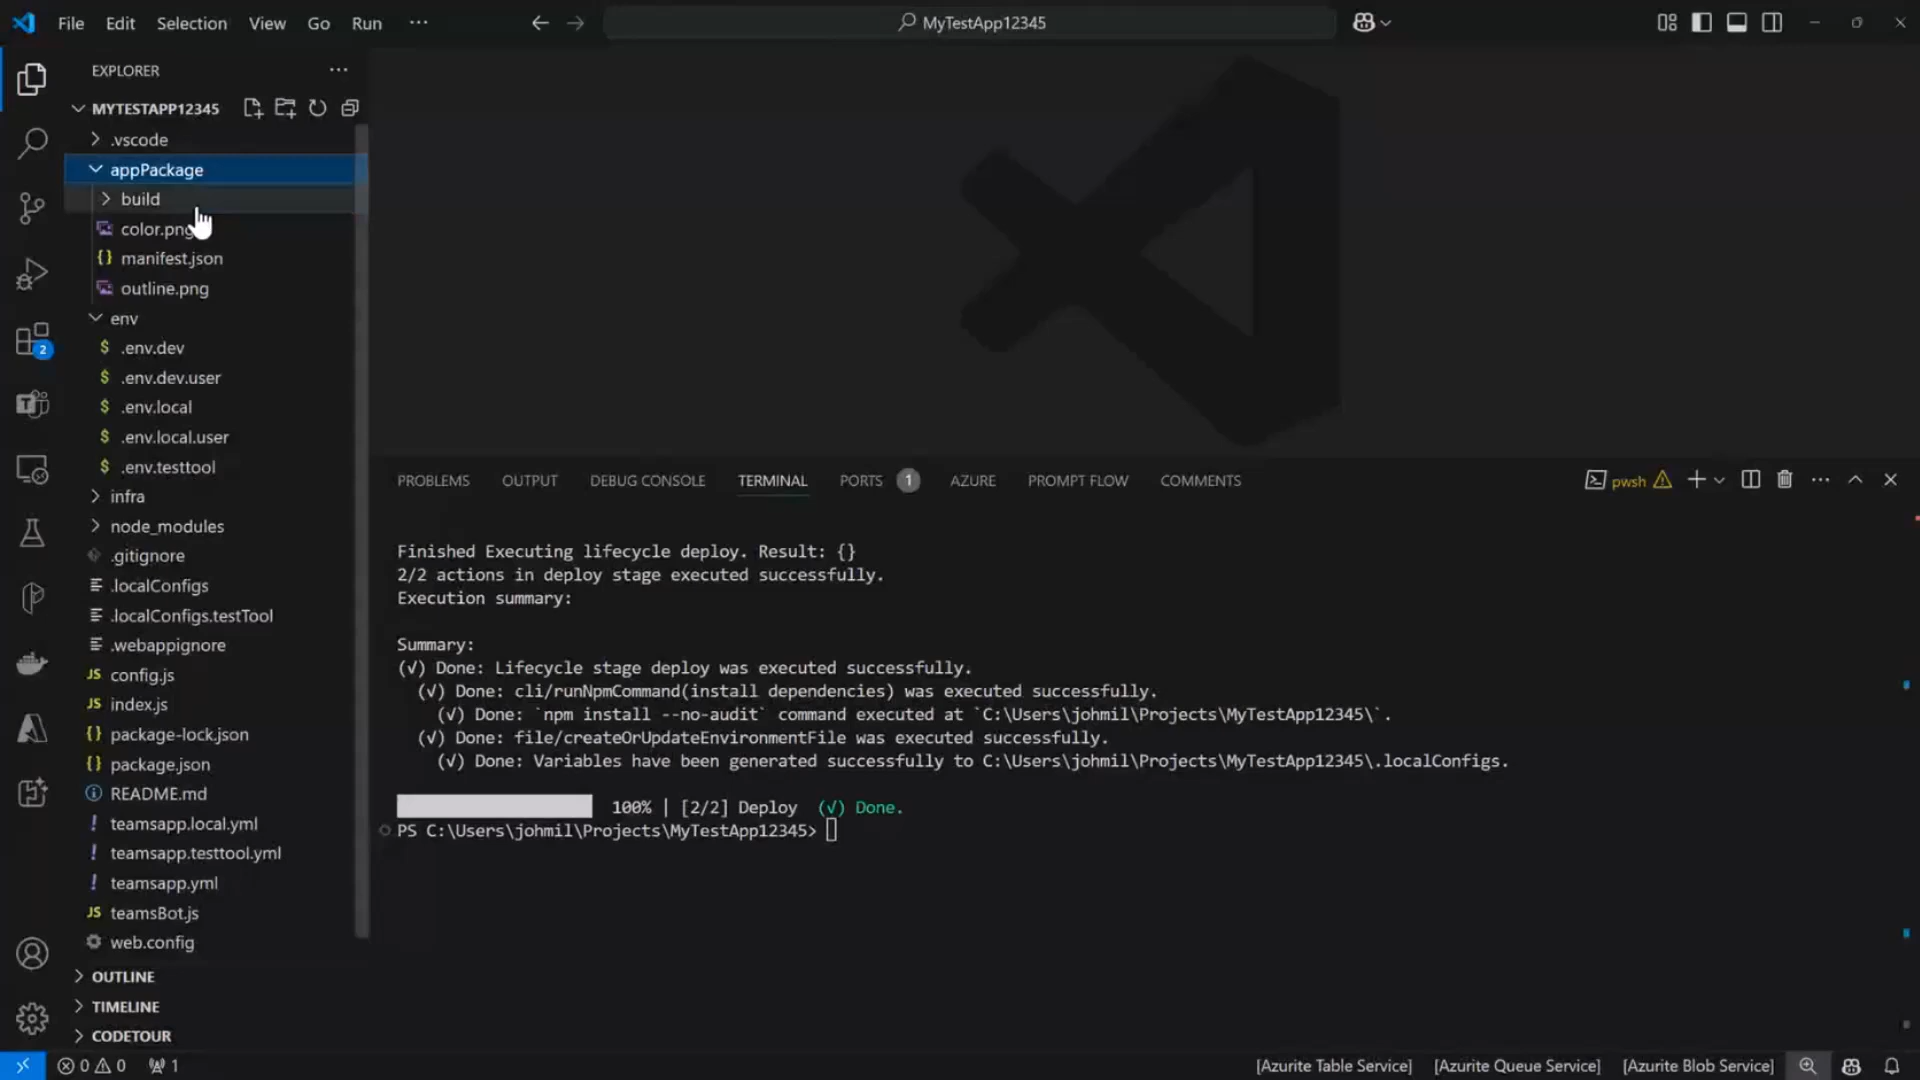 File Edit Selection View Go Run ···
MyTestApp12345
EXPLORER ···
MYTESTAPP12345
.vscode
appPackage
build
color.png
manifest.json
outline.png
env
.env.dev
.env.dev.user
.env.local
.env.local.user
.env.testtool
infra
node_modules
.gitignore
.localConfigs
.localConfigs.testTool
.webappignore
JS config.js
JS index.js
{} package-lock.json
{} package.json
README.md
! teamsapp.local.yml
! teamsapp.testtool.yml
! teamsapp.yml
JS teamsBot.js
web.config
OUTLINE
TIMELINE
CODETOUR
2
PROBLEMS OUTPUT DEBUG CONSOLE TERMINAL PORTS 1 AZURE PROMPT FLOW COMMENTS
pwsh
Finished Executing lifecycle deploy. Result: {}
2/2 actions in deploy stage executed successfully.
Execution summary:
Summary:
(√) Done: Lifecycle stage deploy was executed successfully.
(√) Done: cli/runNpmCommand(install dependencies) was executed successfully.
(√) Done: `npm install --no-audit` command executed at `C:\Users\johmil\Projects\MyTestApp12345\`.
(√) Done: file/createOrUpdateEnvironmentFile was executed successfully.
(√) Done: Variables have been generated successfully to C:\Users\johmil\Projects\MyTestApp12345\.localConfigs.
100% | [2/2] Deploy (√) Done.
PS C:\Users\johmil\Projects\MyTestApp12345>
0 0 1
[Azurite Table Service] [Azurite Queue Service] [Azurite Blob Service]